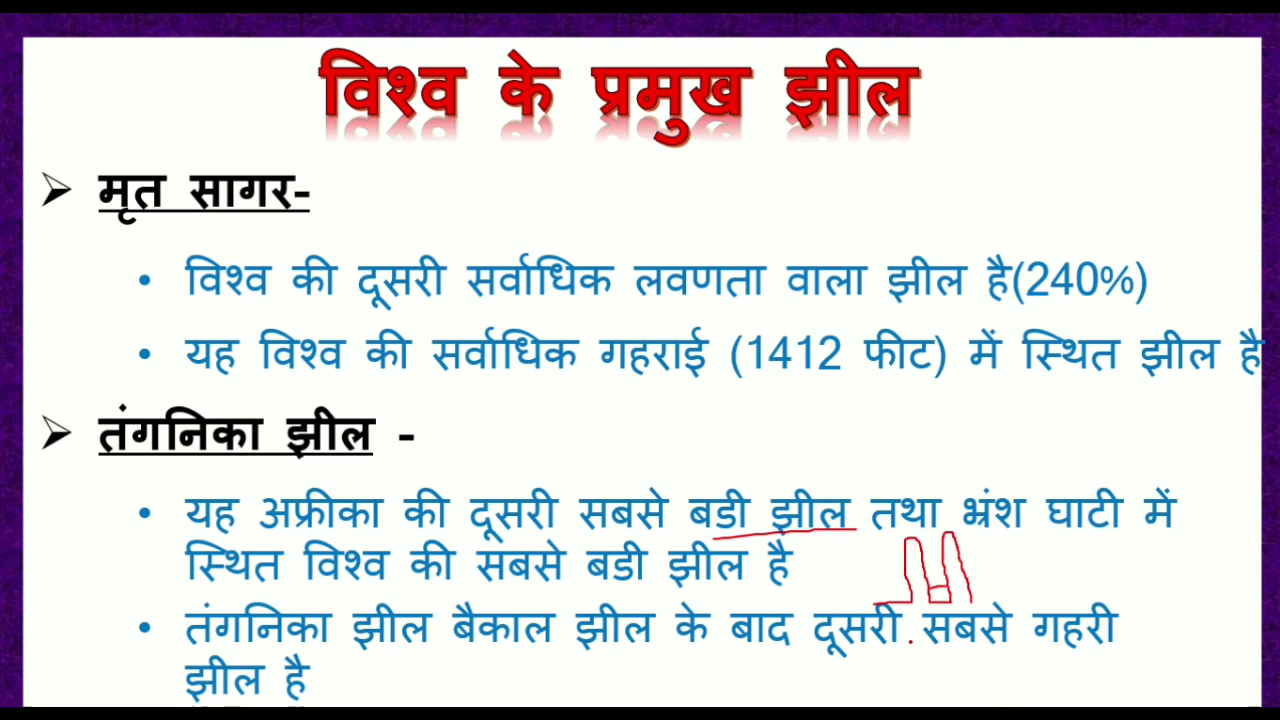 विश्व के प्रमुख झील
➢ मृत सागर-
• विश्व की दूसरी सर्वाधिक लवणता वाला झील है(240%)
• यह विश्व की सर्वाधिक गहराई (1412 फीट) में स्थित झील है
➢ तंगनिका झील -
• यह अफ्रीका की दूसरी सबसे बडी झील तथा भ्रंश घाटी में
स्थित विश्व की सबसे बडी झील है
• तंगनिका झील बैकाल झील के बाद दूसरी सबसे गहरी
झील है